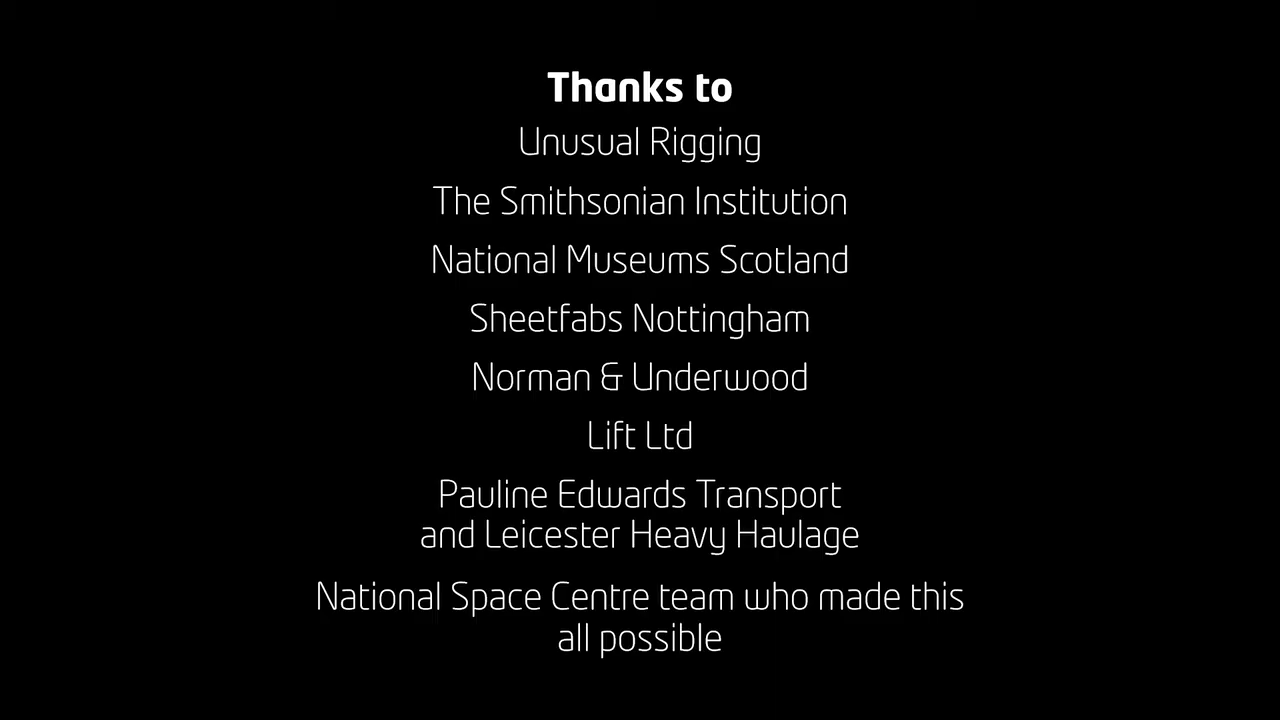 Thanks to
Unusual Rigging
The Smithsonian Institution
National Museums Scotland
Sheetfabs Nottingham
Norman & Underwood
Lift Ltd
Pauline Edwards Transport
and Leicester Heavy Haulage
National Space Centre team who made this
all possible